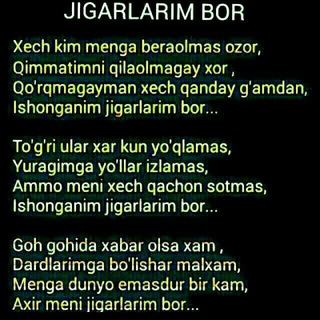 JIGARLARIM BOR
Xech kim menga beraolmas ozor,
Qimmatimni qilaolmagay xor ,
Qo'rqmagayman xech qanday g'amdan,
Ishonganim jigarlarim bor...
To'g'ri ular xar kun yo'qlamas,
Yuragimga yo'llar izlamas,
Ammo meni xech qachon sotmas,
Ishonganim jigarlarim bor...
Goh gohida xabar olsa xam ,
Dardlarimga bo'lishar malxam,
Menga dunyo emasdur bir kam,
Axir meni jigarlarim bor...